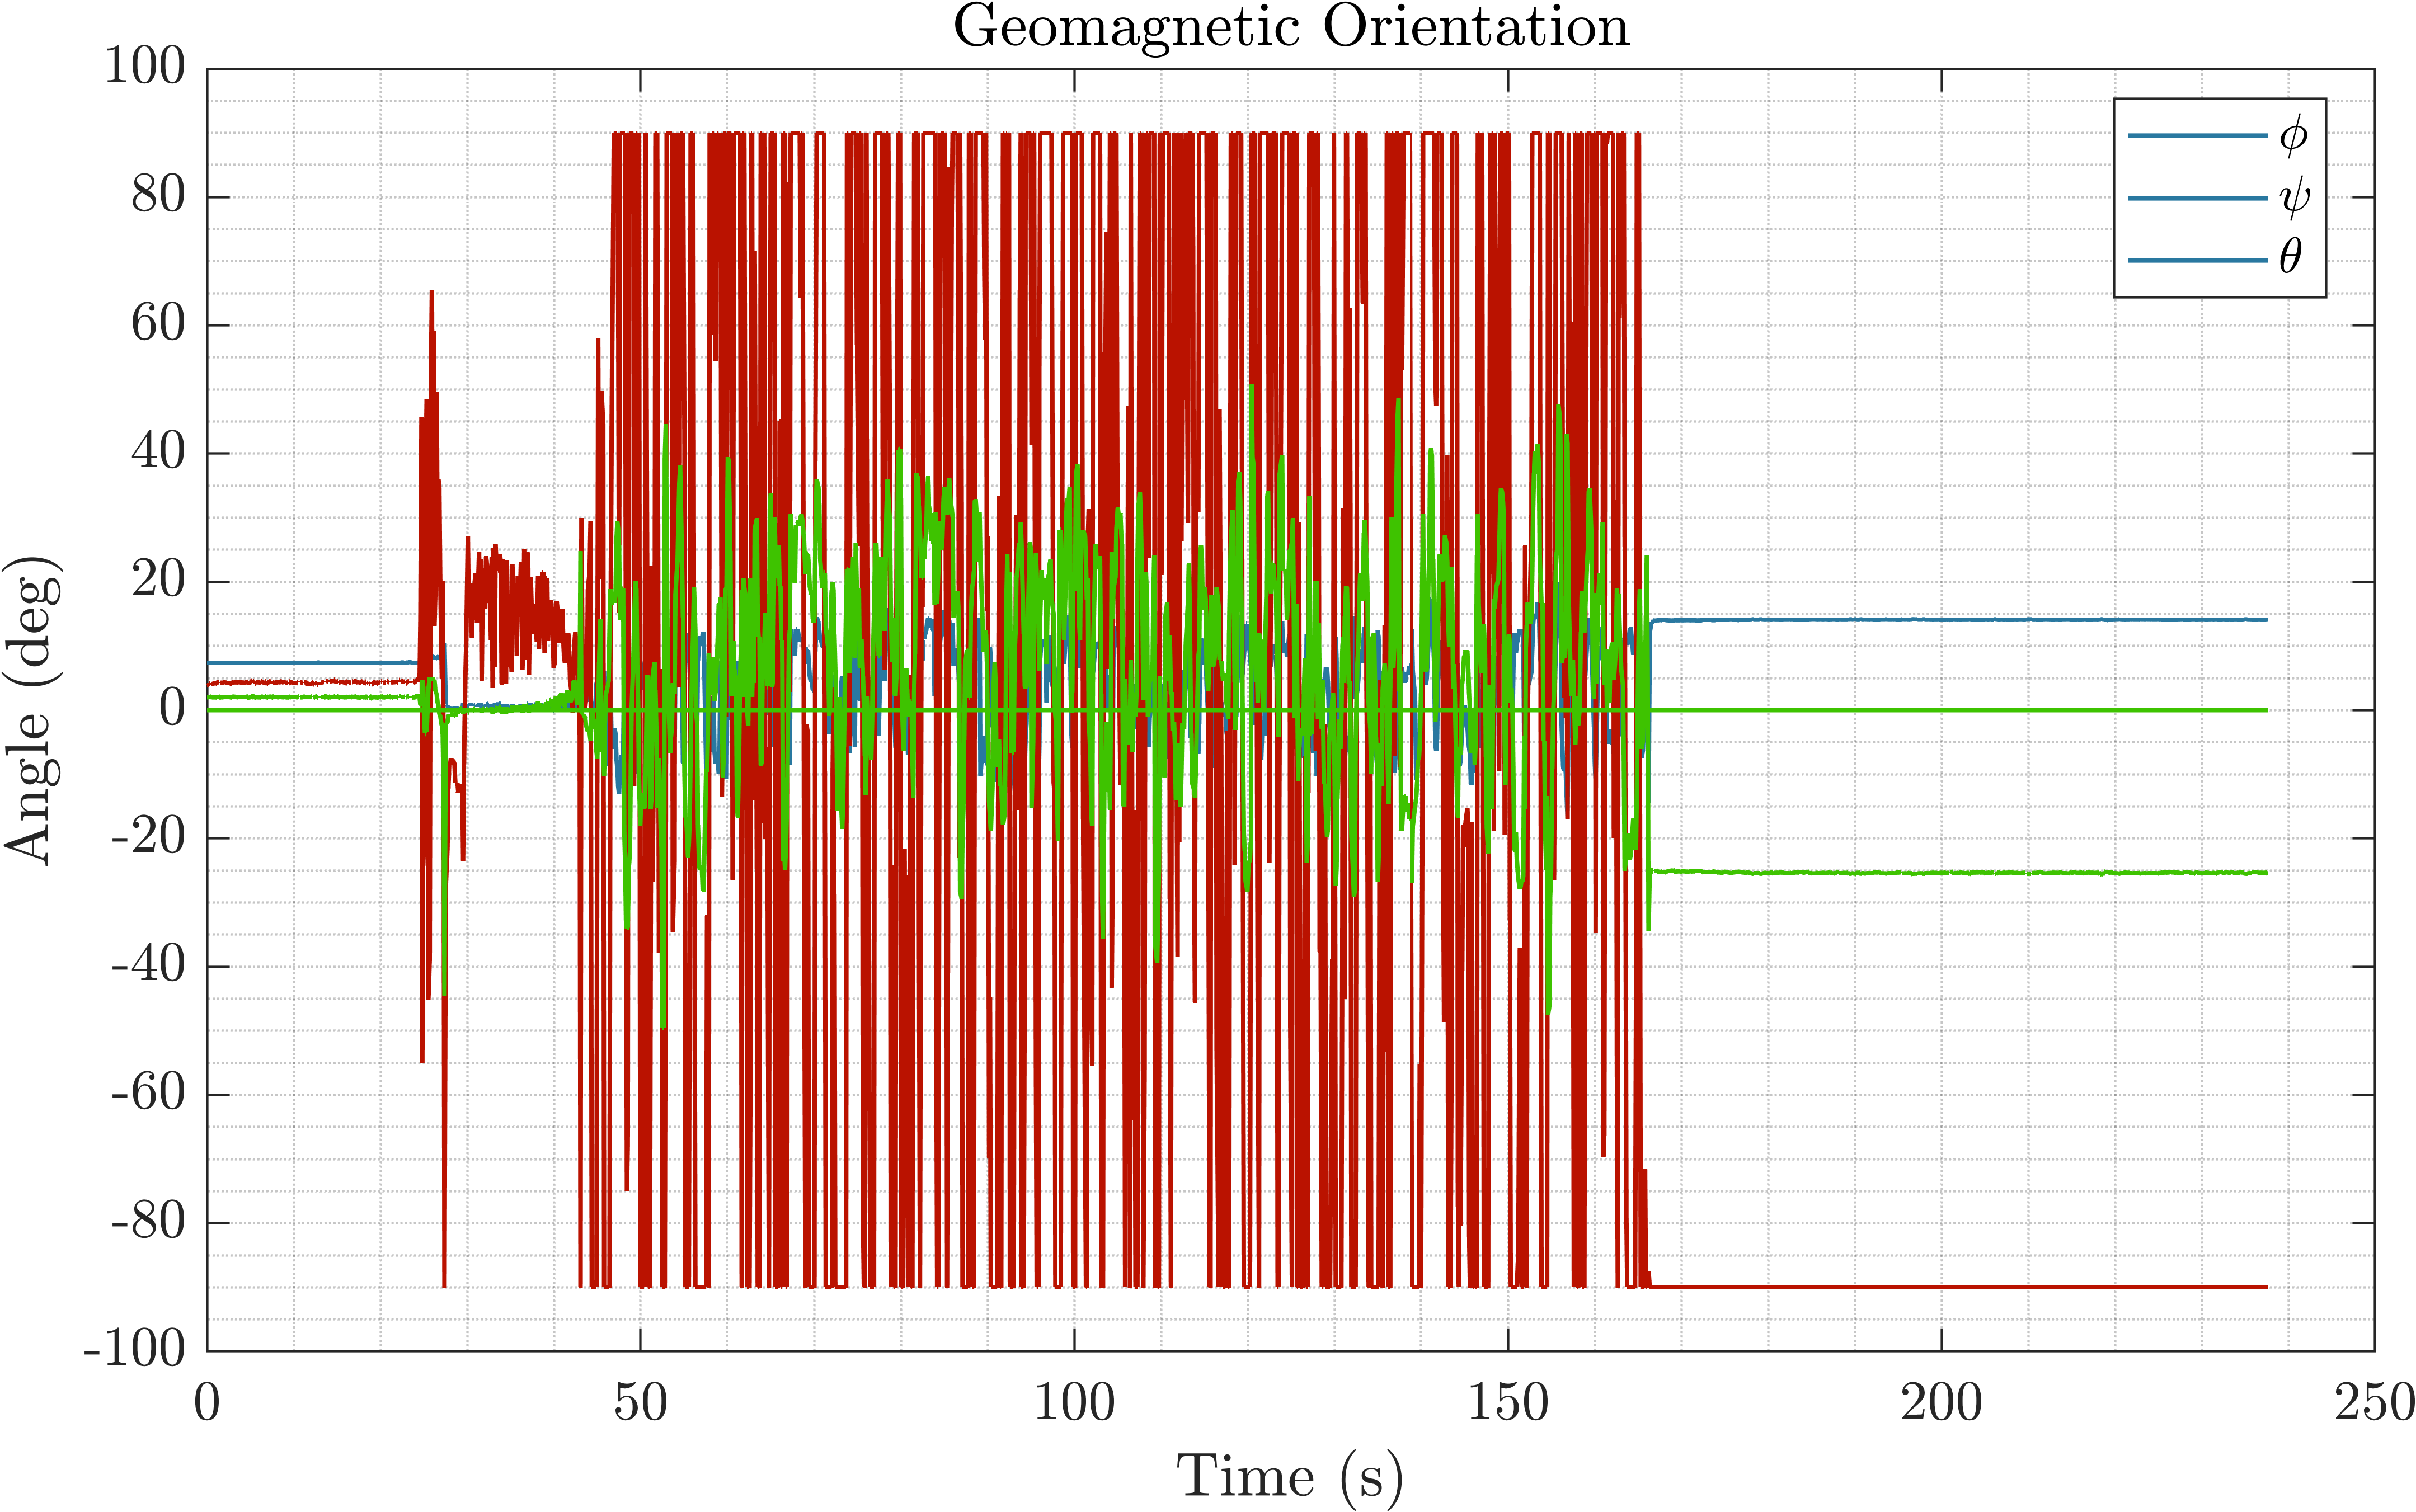 Geomagnetic Orientation
100
80
60
40
20
0
-20
-40
-60
-80
-100
Angle (deg)
ϕ
ψ
θ
0 50 100 150 200 250
Time (s)